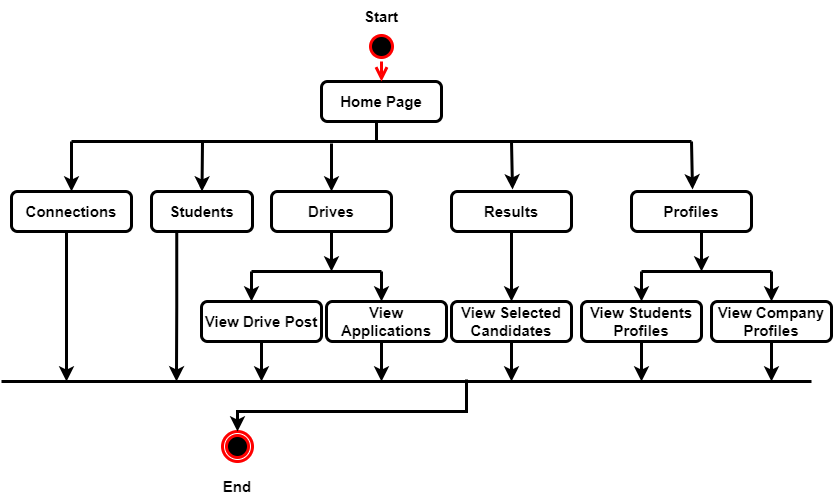 Start
Home Page
Connections
Students
Drives
Results
Profiles
View Drive Post
View
Applications
View Selected
Candidates
View Students
Profiles
View Company
Profiles
End